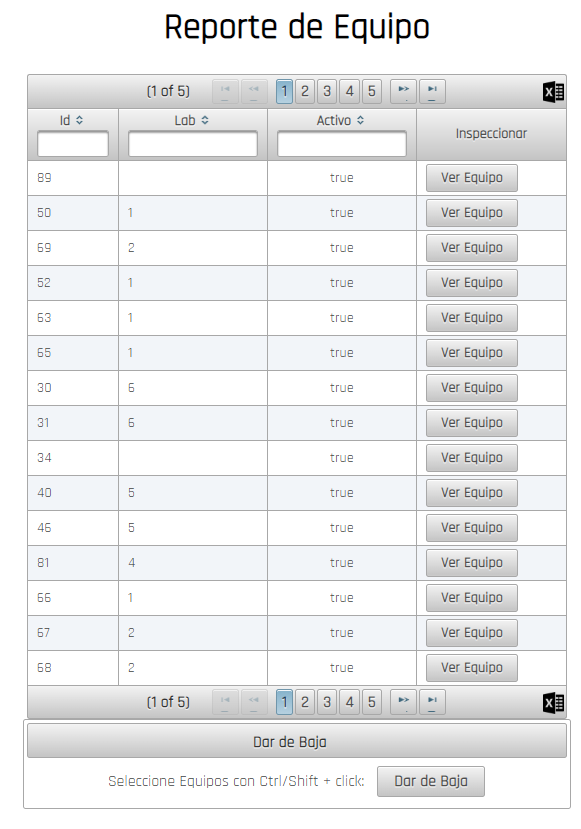 Reporte de Equipo
(1 of 5) 1 2 3 4 5
Id Lab Activo Inspeccionar
89 true Ver Equipo
50 1 true Ver Equipo
69 2 true Ver Equipo
52 1 true Ver Equipo
63 1 true Ver Equipo
65 1 true Ver Equipo
30 6 true Ver Equipo
31 6 true Ver Equipo
34 true Ver Equipo
40 5 true Ver Equipo
46 5 true Ver Equipo
81 4 true Ver Equipo
66 1 true Ver Equipo
67 2 true Ver Equipo
68 2 true Ver Equipo
(1 of 5) 1 2 3 4 5
Dar de Baja
Seleccione Equipos con Ctrl/Shift + click: Dar de Baja